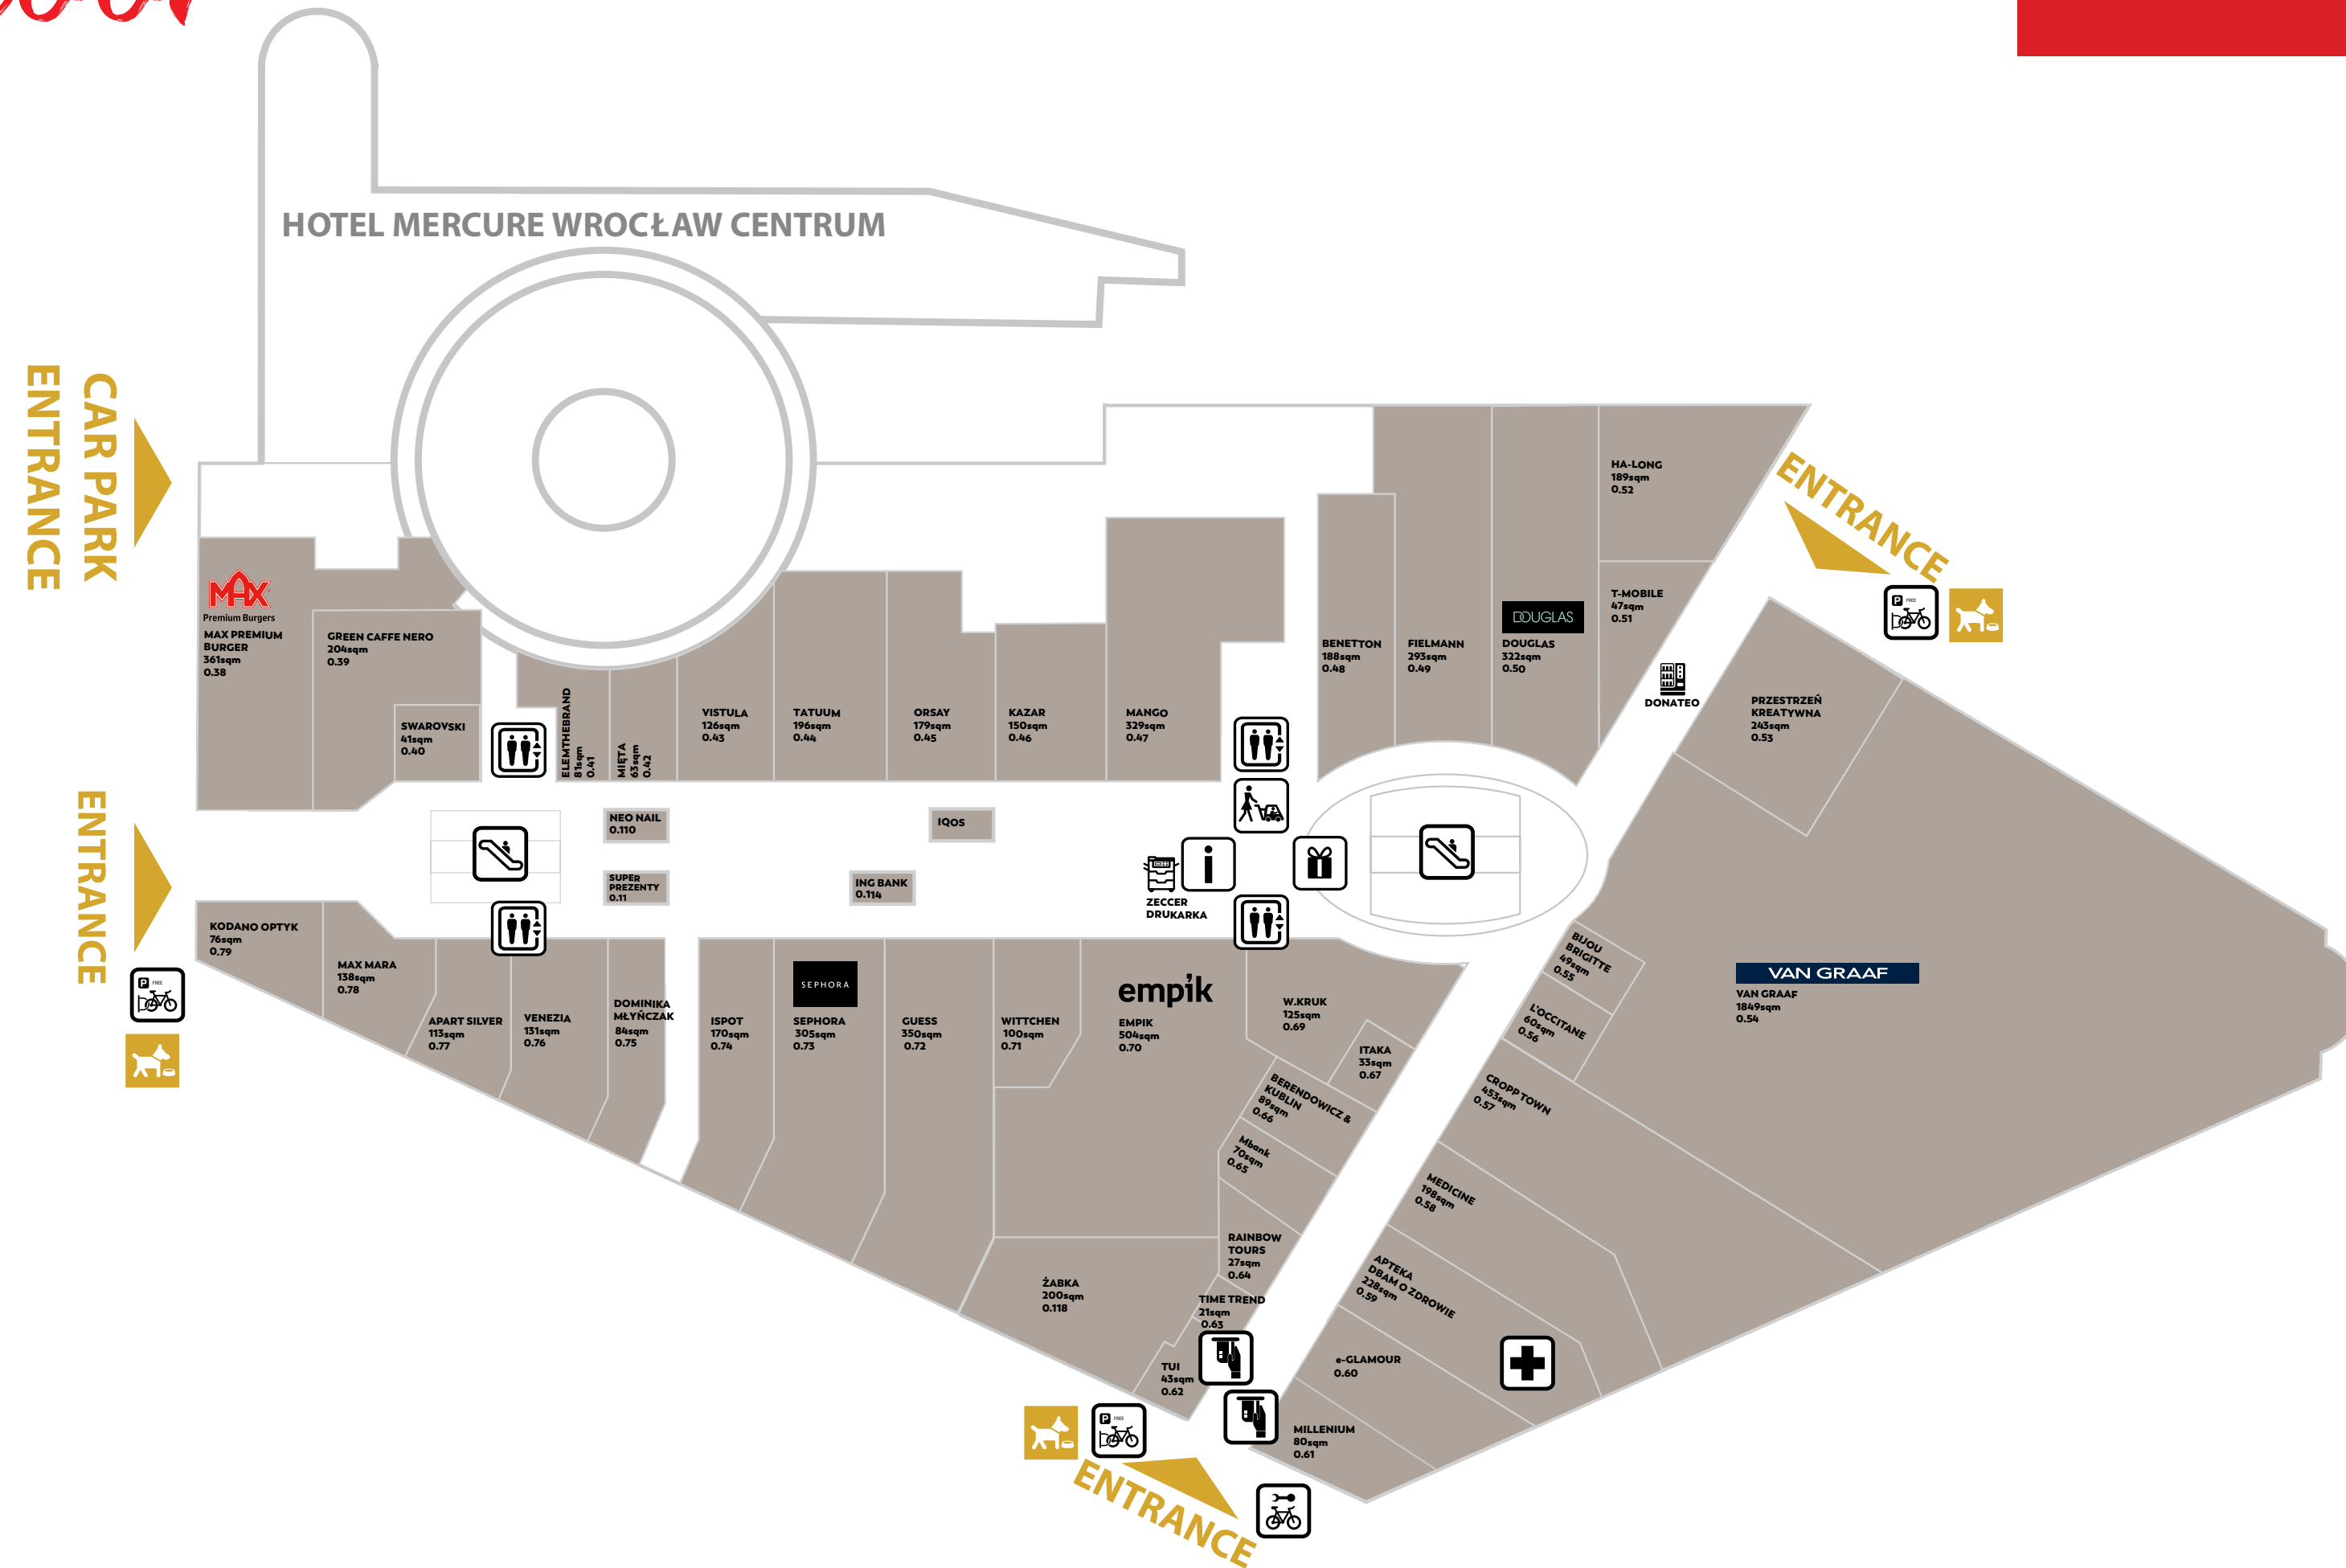 HOTEL MERCURE WROCŁAW CENTRUM
CAR PARK
ENTRANCE
ENTRANCE
ENTRANCE
P FREE
MAX
Premium Burgers
MAX PREMIUM
BURGER
361sqm
0.38
GREEN CAFFE NERO
204sqm
0.39
SWAROVSKI
41sqm
0.40
ELEMTHEBRAND
81sqm
0.41
MIĘTA
63sqm
0.42
VISTULA
126sqm
0.43
TATUUM
196sqm
0.44
ORSAY
179sqm
0.45
KAZAR
150sqm
0.46
MANGO
329sqm
0.47
BENETTON
188sqm
0.48
FIELMANN
293sqm
0.49
DOUGLAS
DOUGLAS
322sqm
0.50
HA-LONG
189sqm
0.52
T-MOBILE
47sqm
0.51
DONATEO
PRZESTRZEŃ
KREATYWNA
243sqm
0.53
NEO NAIL
0.110
SUPER
PREZENTY
0.11
IQOS
ING BANK
0.114
ZECCER
DRUKARKA
i
KODANO OPTYK
76sqm
0.79
P FREE
MAX MARA
138sqm
0.78
APART SILVER
113sqm
0.77
VENEZIA
131sqm
0.76
DOMINIKA
MŁYŃCZAK
84sqm
0.75
ISPOT
170sqm
0.74
SEPHORA
SEPHORA
305sqm
0.73
GUESS
350sqm
0.72
WITTCHEN
100sqm
0.71
empik
EMPIK
504sqm
0.70
W.KRUK
125sqm
0.69
ITAKA
33sqm
0.67
BERENDOWICZ &
KUBLIN
89sqm
0.66
Mbank
70sqm
0.65
RAINBOW
TOURS
27sqm
0.64
TIME TREND
21sqm
0.63
ŻABKA
200sqm
0.118
TUI
43sqm
0.62
BIJOU
BRIGITTE
49sqm
0.55
L'OCCITANE
60sqm
0.56
VAN GRAAF
VAN GRAAF
1849sqm
0.54
CROPP TOWN
453sqm
0.57
MEDICINE
198sqm
0.58
APTEKA
DBAM O ZDROWIE
228sqm
0.59
e-GLAMOUR
0.60
MILLENIUM
80sqm
0.61
P FREE
ENTRANCE